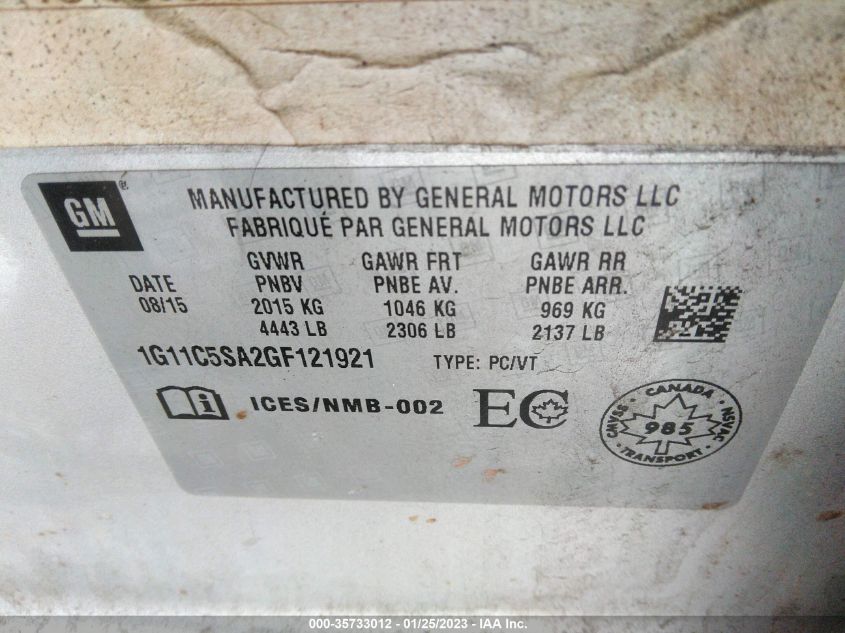 GM
MANUFACTURED BY GENERAL MOTORS LLC
FABRIQUÉ PAR GENERAL MOTORS LLC
DATE GVWR GAWR FRT GAWR RR
08/15 PNBV PNBE AV. PNBE ARR.
2015 KG 1046 KG 969 KG
4443 LB 2306 LB 2137 LB
1G11C5SA2GF121921 TYPE: PC/VT
i ICES/NMB-002 EC
CANADA
CMVSS 985 NSVAC
TRANSPORT
000-35733012 - 01/25/2023 - IAA Inc.